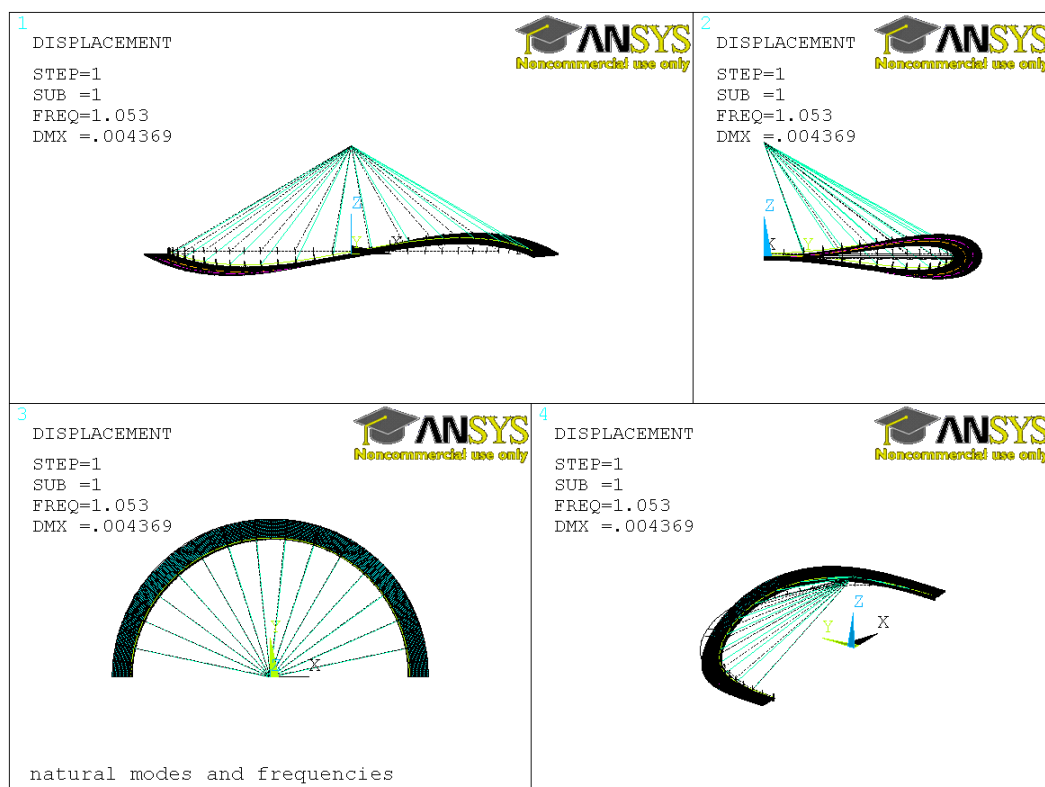 1
DISPLACEMENT
STEP=1
SUB =1
FREQ=1.053
DMX =.004369
ANSYS
Noncommercial use only
Z
Y
X
2
DISPLACEMENT
STEP=1
SUB =1
FREQ=1.053
DMX =.004369
ANSYS
Noncommercial use only
Z
X
Y
3
DISPLACEMENT
STEP=1
SUB =1
FREQ=1.053
DMX =.004369
ANSYS
Noncommercial use only
X
natural modes and frequencies
4
DISPLACEMENT
STEP=1
SUB =1
FREQ=1.053
DMX =.004369
ANSYS
Noncommercial use only
Z
X
Y